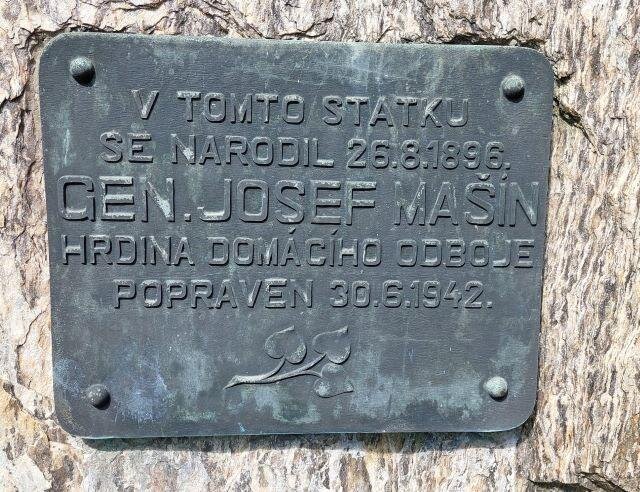 V TOMTO STATKU
SE NARODIL 26.8.1896.
GEN. JOSEF MAŠÍN
HRDINA DOMÁCÍHO ODBOJE
POPRAVEN 30.6.1942.